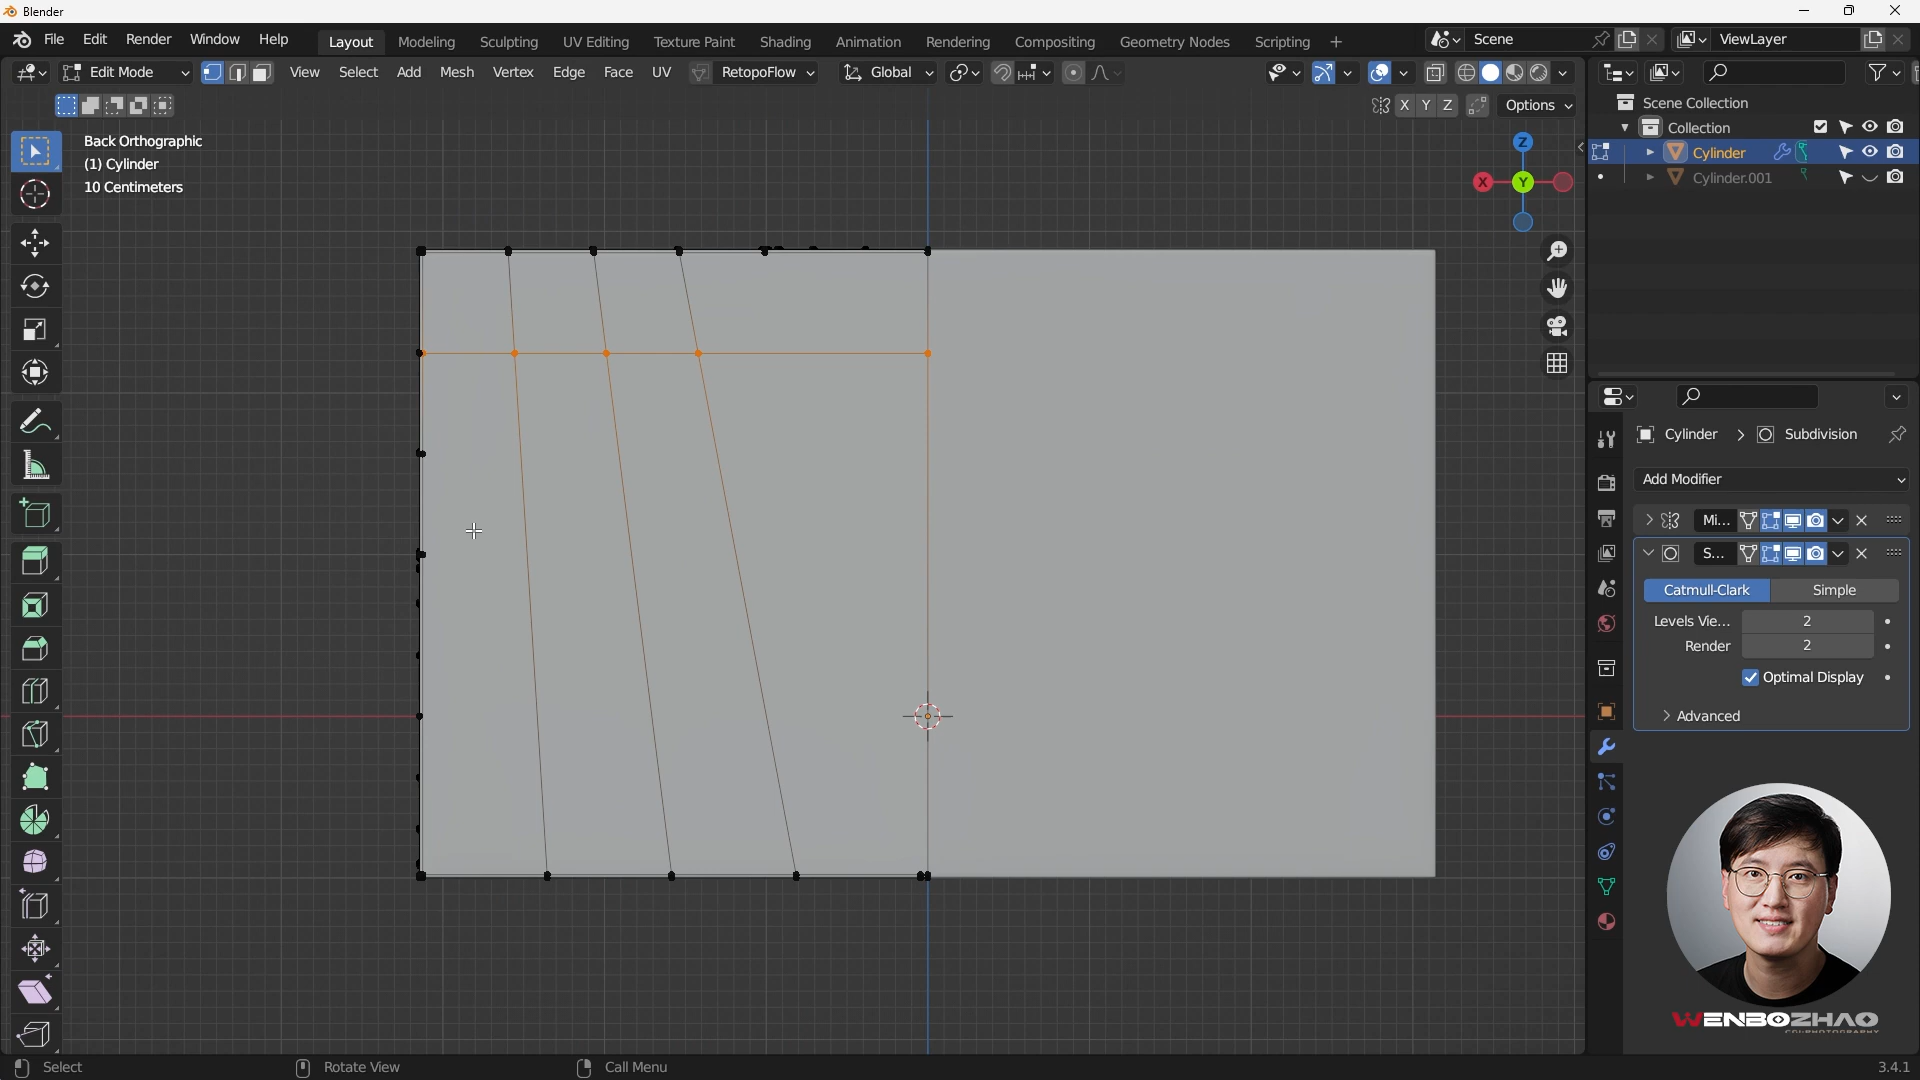 Blender
File Edit Render Window Help Layout Modeling Sculpting UV Editing Texture Paint Shading Animation Rendering Compositing Geometry Nodes Scripting + Scene ViewLayer
Edit Mode View Select Add Mesh Vertex Edge Face UV RetopoFlow Global
X Y Z Options
Back Orthographic
(1) Cylinder
10 Centimeters
Z
X
Y
Scene Collection
Collection
Cylinder
Cylinder.001
Cylinder > Subdivision
Add Modifier
Mi...
S...
Catmull-Clark Simple
Levels Vie... 2
Render 2
Optimal Display
> Advanced
WENBOZHAO
Select Rotate View Call Menu 3.4.1